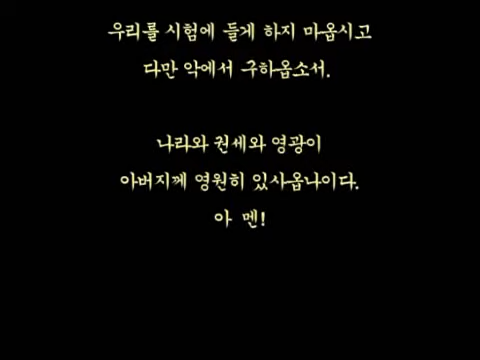 우리를 시험에 들게 하지 마옵시고
다만 악에서 구하옵소서.
나라와 권세와 영광이
아버지께 영원히 있사옵나이다.
아 멘!